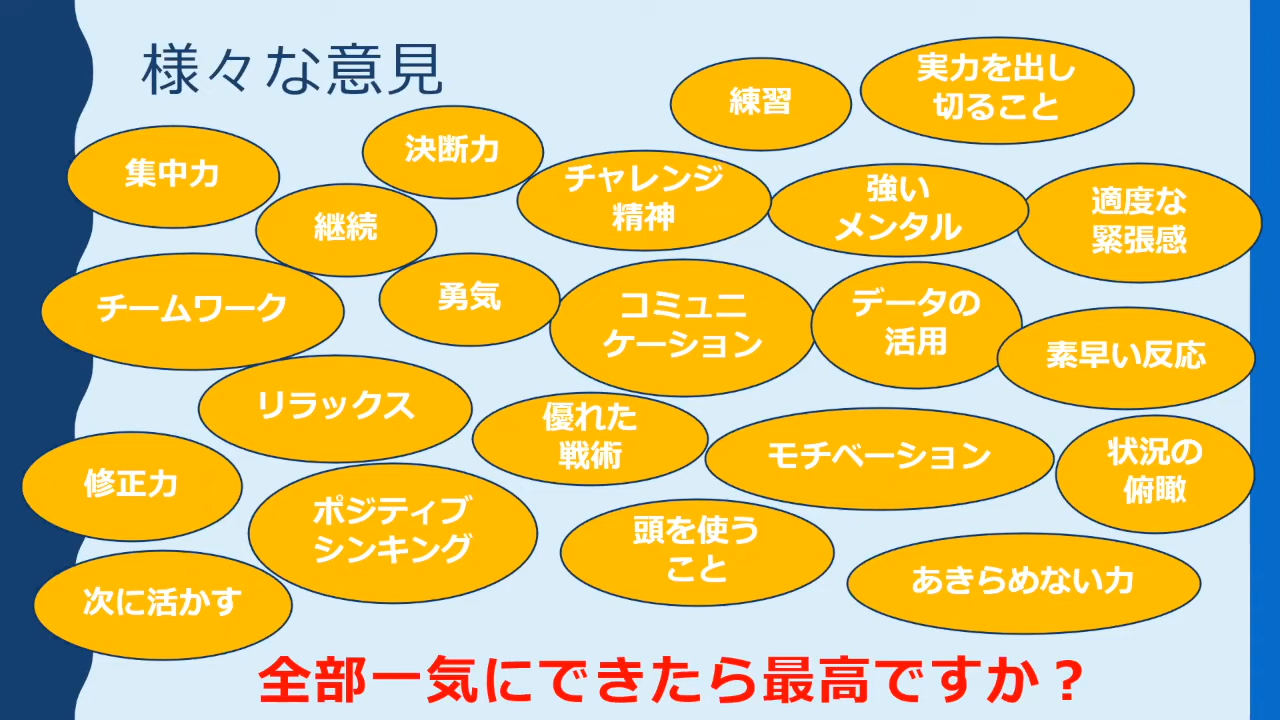 様々な意見
練習
実力を出し
切ること
集中力
決断力
継続
チャレンジ
精神
強い
メンタル
適度な
緊張感
チームワーク
勇気
コミュニ
ケーション
データの
活用
素早い反応
リラックス
優れた
戦術
モチベーション
状況の
俯瞰
修正力
ポジティブ
シンキング
頭を使う
こと
あきらめない力
次に活かす
全部一気にできたら最高ですか？